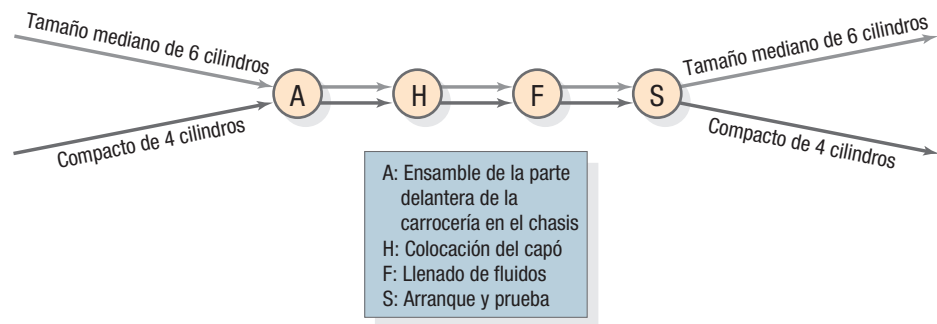 Tamaño mediano de 6 cilindros
Compacto de 4 cilindros
A
H
F
S
Tamaño mediano de 6 cilindros
Compacto de 4 cilindros
A: Ensamble de la parte
delantera de la
carrocería en el chasis
H: Colocación del capó
F: Llenado de fluidos
S: Arranque y prueba